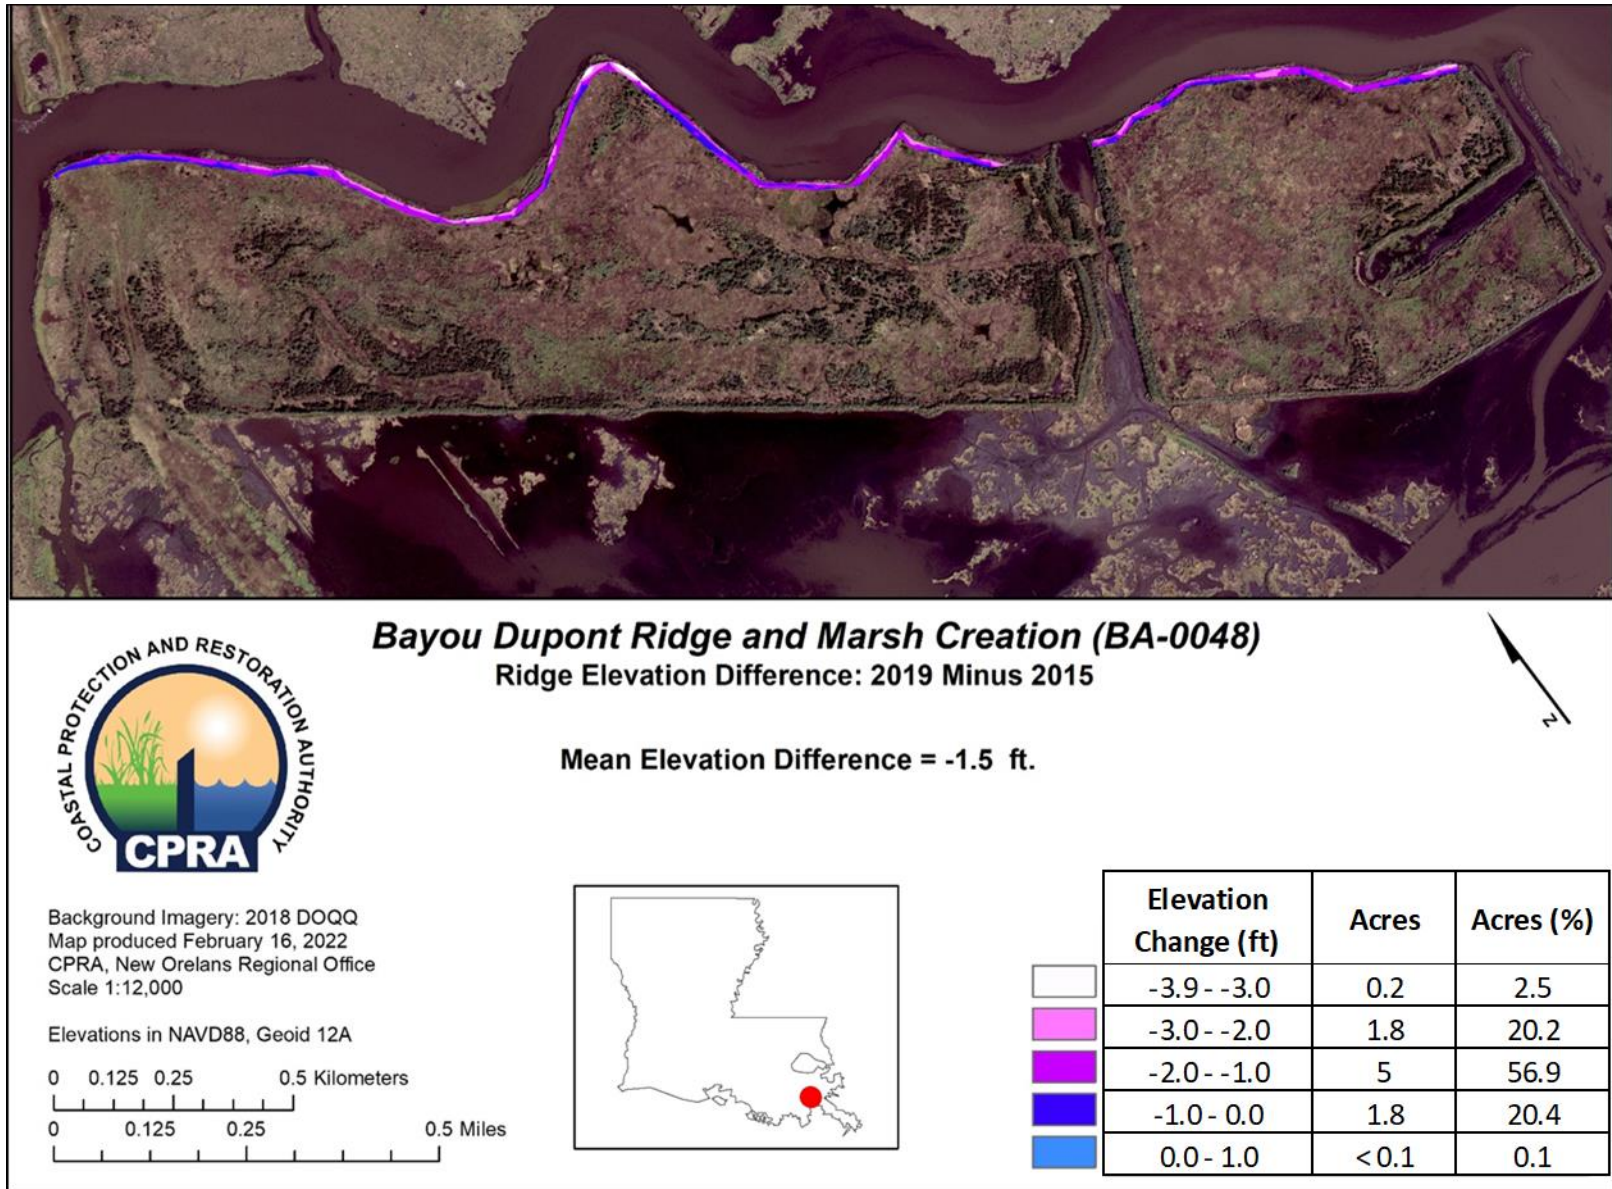 Bayou Dupont Ridge and Marsh Creation (BA-0048)
Ridge Elevation Difference: 2019 Minus 2015
Mean Elevation Difference = -1.5 ft.
COASTAL PROTECTION AND RESTORATION AUTHORITY
CPRA
N
Background Imagery: 2018 DOQQ
Map produced February 16, 2022
CPRA, New Orelans Regional Office
Scale 1:12,000
Elevations in NAVD88, Geoid 12A
0 0.125 0.25 0.5 Kilometers
0 0.125 0.25 0.5 Miles
Elevation Change (ft) Acres Acres (%)
-3.9 - -3.0 0.2 2.5
-3.0 - -2.0 1.8 20.2
-2.0 - -1.0 5 56.9
-1.0 - 0.0 1.8 20.4
0.0 - 1.0 < 0.1 0.1